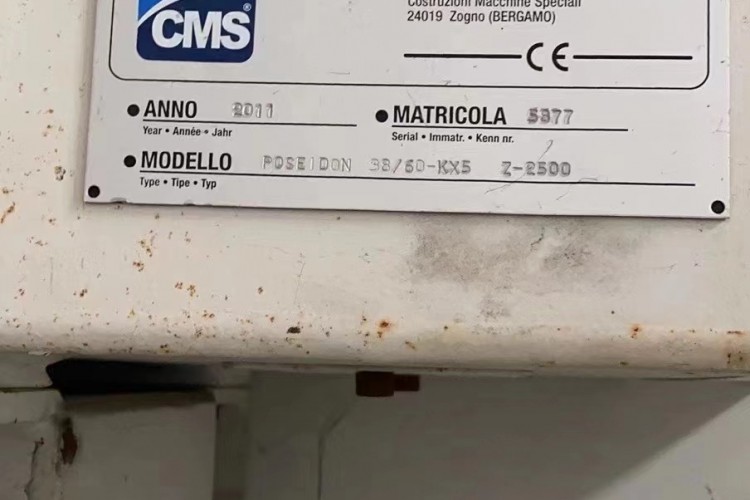 CMS®
Costruzioni Macchine Speciali
24019 Zogno (BERGAMO)
CE
ANNO 2011
Year • Année • Jahr
MATRICOLA 5377
Serial • Immatr. • Kenn nr.
MODELLO POSEIDON 38/60-KX5 Z-2500
Type • Tipe • Typ